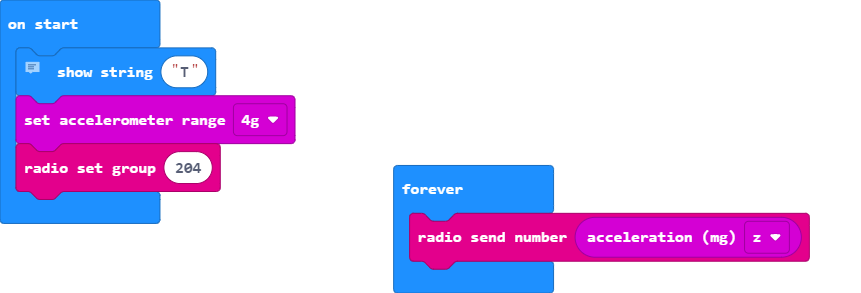 on start
show string "T"
set accelerometer range 4g
radio set group 204
forever
radio send number acceleration (mg) z